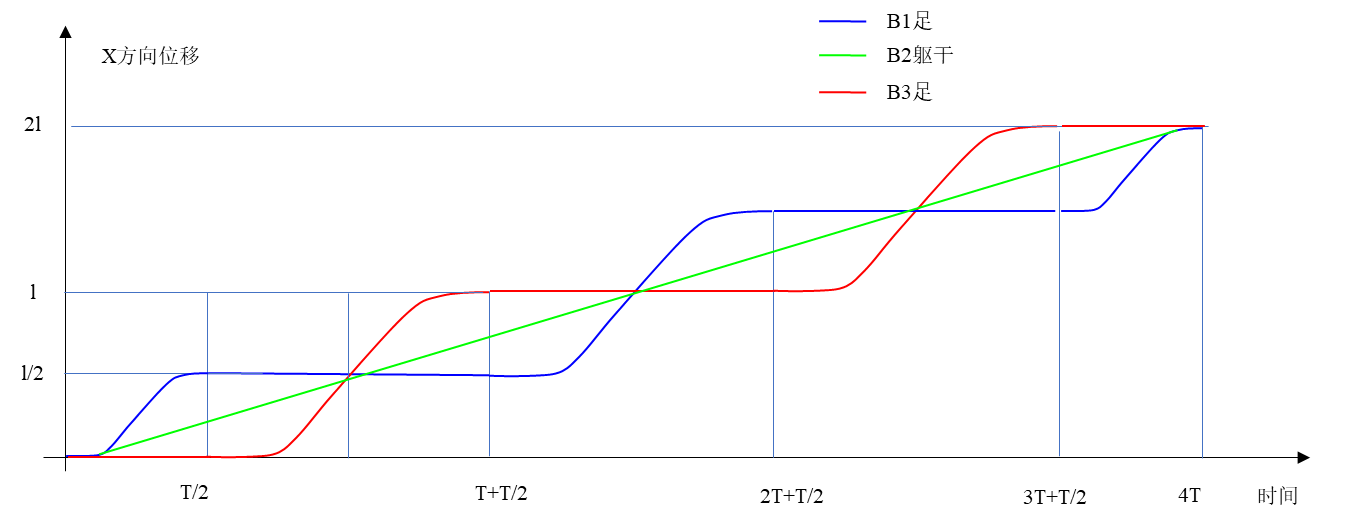 B1足
X方向位移
B2躯干
B3足
2l
l
l/2
T/2
T+T/2
2T+T/2
3T+T/2
4T
时间